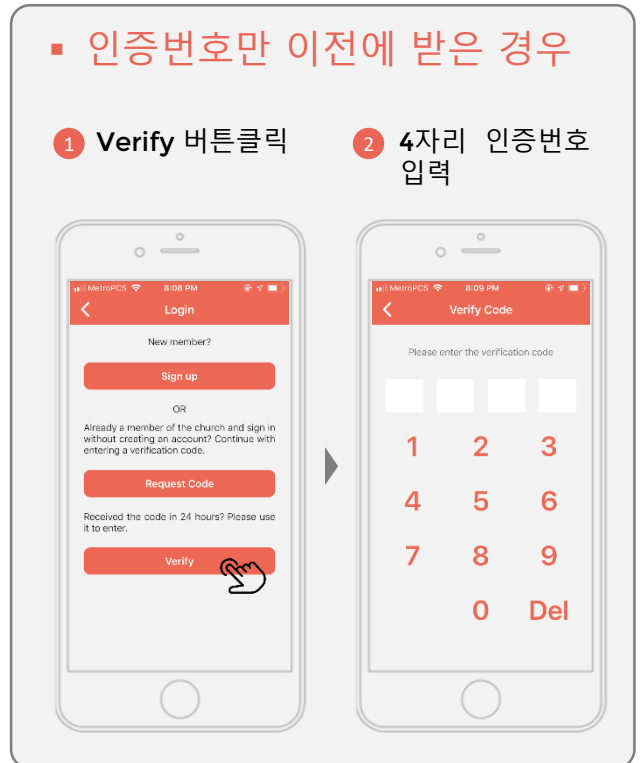 ▪ 인증번호만 이전에 받은 경우
1 Verify 버튼클릭
2 4자리 인증번호
입력
MetroPCS 8:08 PM
Login
New member?
Sign up
OR
Already a member of the church and sign in
without creating an account? Continue with
entering a verification code.
Request Code
Received the code in 24 hours? Please use
it to enter.
Verify
MetroPCS 8:09 PM
Verify Code
Please enter the verification code
1 2 3
4 5 6
7 8 9
0 Del